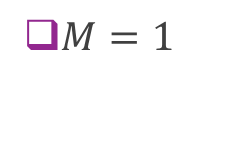 ❑M = 1